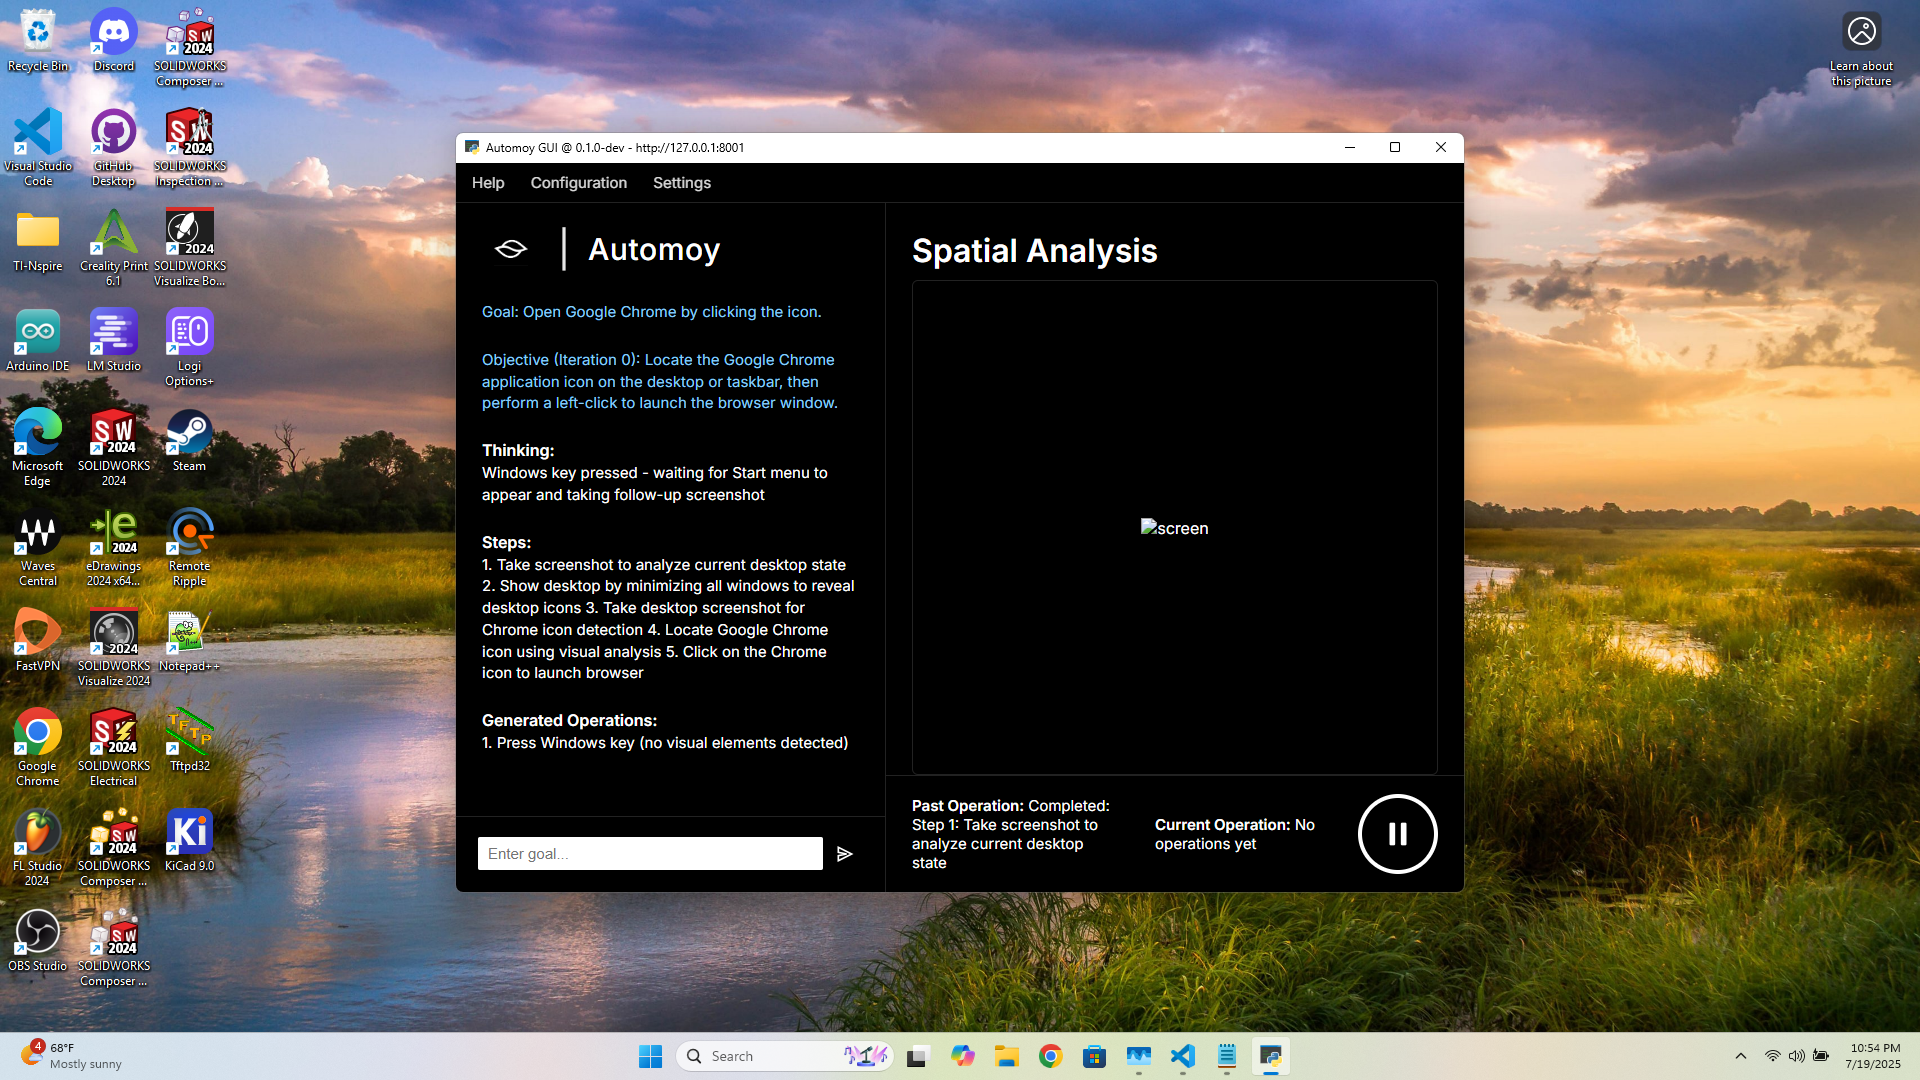 Recycle Bin
Discord
SOLIDWORKS
Composer ...
Visual Studio
Code
GitHub
Desktop
SOLIDWORKS
Inspection ...
TI-Nspire
Creality Print
6.1
SOLIDWORKS
Visualize Bo...
Arduino IDE
LM Studio
Logi
Options+
Microsoft
Edge
SOLIDWORKS
2024
Steam
Waves
Central
eDrawings
2024 x64...
Remote
Ripple
FastVPN
SOLIDWORKS
Visualize 2024
Notepad++
Google
Chrome
SOLIDWORKS
Electrical
Tftpd32
FL Studio
2024
SOLIDWORKS
Composer ...
KiCad 9.0
OBS Studio
SOLIDWORKS
Composer ...
Learn about
this picture
Automoy GUI @ 0.1.0-dev - http://127.0.0.1:8001
Help
Configuration
Settings
Automoy
Goal: Open Google Chrome by clicking the icon.
Objective (Iteration 0): Locate the Google Chrome
application icon on the desktop or taskbar, then
perform a left-click to launch the browser window.
Thinking:
Windows key pressed - waiting for Start menu to
appear and taking follow-up screenshot
Steps:
1. Take screenshot to analyze current desktop state
2. Show desktop by minimizing all windows to reveal
desktop icons 3. Take desktop screenshot for
Chrome icon detection 4. Locate Google Chrome
icon using visual analysis 5. Click on the Chrome
icon to launch browser
Generated Operations:
1. Press Windows key (no visual elements detected)
Enter goal...
Spatial Analysis
screen
Past Operation: Completed:
Step 1: Take screenshot to
analyze current desktop
state
Current Operation: No
operations yet
4
68°F
Mostly sunny
Search
10:54 PM
7/19/2025